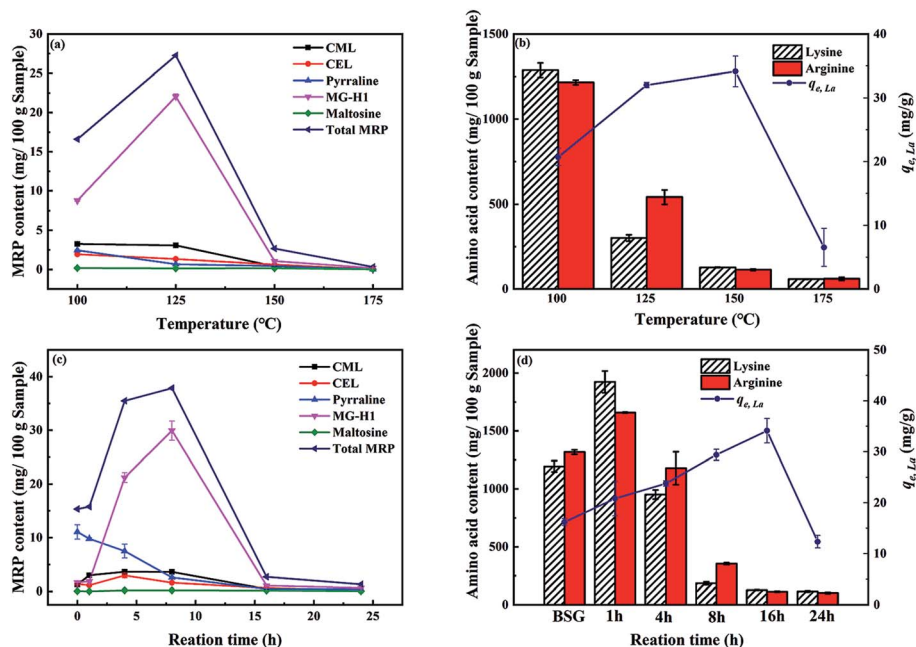 (a)
CML
CEL
Pyrraline
MG-H1
Maltosine
Total MRP
MRP content (mg/ 100 g Sample)
30
25
20
15
10
5
0
100 125 150 175
Temperature (°C)
(b)
Lysine
Arginine
qe, La
Amino acid content (mg/ 100 g Sample)
1500
1000
500
0
40
30
20
10
0
qe, La (mg/g)
100 125 150 175
Temperature (°C)
(c)
CML
CEL
Pyrraline
MG-H1
Maltosine
Total MRP
MRP content (mg/ 100 g Sample)
40
30
20
10
0
0 5 10 15 20 25
Reation time (h)
(d)
Lysine
Arginine
qe, La
Amino acid content (mg/ 100 g Sample)
2000
1500
1000
500
0
50
40
30
20
10
0
qe, La (mg/g)
BSG 1h 4h 8h 16h 24h
Reation time (h)